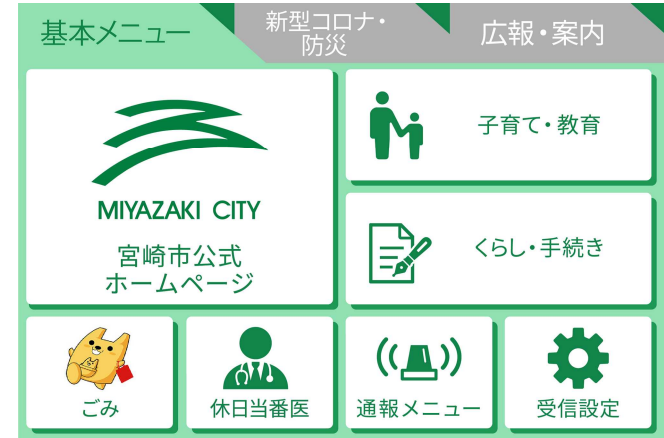 基本メニュー
新型コロナ・
防災
広報・案内
MIYAZAKI CITY
宮崎市公式
ホームページ
子育て・教育
くらし・手続き
ごみ
休日当番医
通報メニュー
受信設定